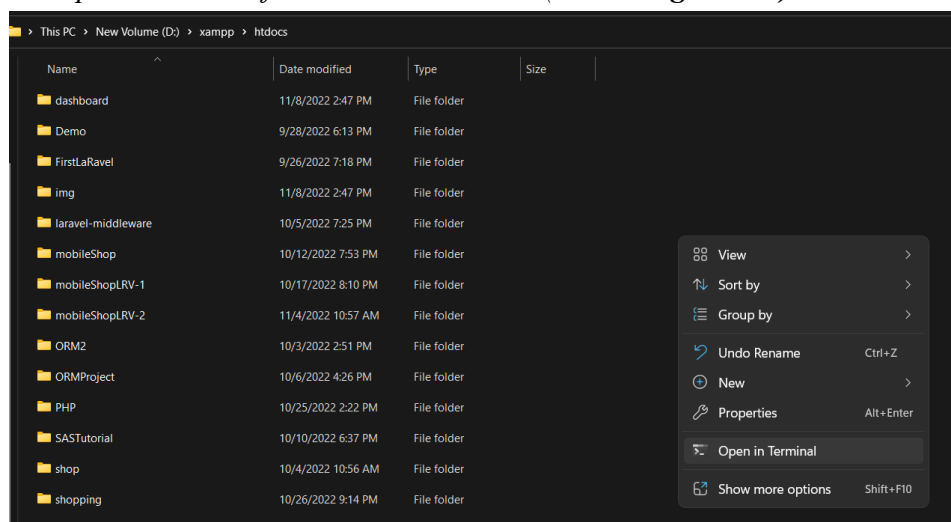 This PC > New Volume (D:) > xampp > htdocs
Name Date modified Type Size
dashboard 11/8/2022 2:47 PM File folder
Demo 9/28/2022 6:13 PM File folder
FirstLaRavel 9/26/2022 7:18 PM File folder
img 11/8/2022 2:47 PM File folder
laravel-middleware 10/5/2022 7:25 PM File folder
mobileShop 10/12/2022 7:53 PM File folder
mobileShopLRV-1 10/17/2022 8:10 PM File folder
mobileShopLRV-2 11/4/2022 10:57 AM File folder
ORM2 10/3/2022 2:51 PM File folder
ORMProject 10/6/2022 4:26 PM File folder
PHP 10/25/2022 2:22 PM File folder
SASTutorial 10/10/2022 6:37 PM File folder
shop 10/4/2022 10:56 AM File folder
shopping 10/26/2022 9:14 PM File folder
View
Sort by
Group by
Undo Rename Ctrl+Z
New
Properties Alt+Enter
Open in Terminal
Show more options Shift+F10